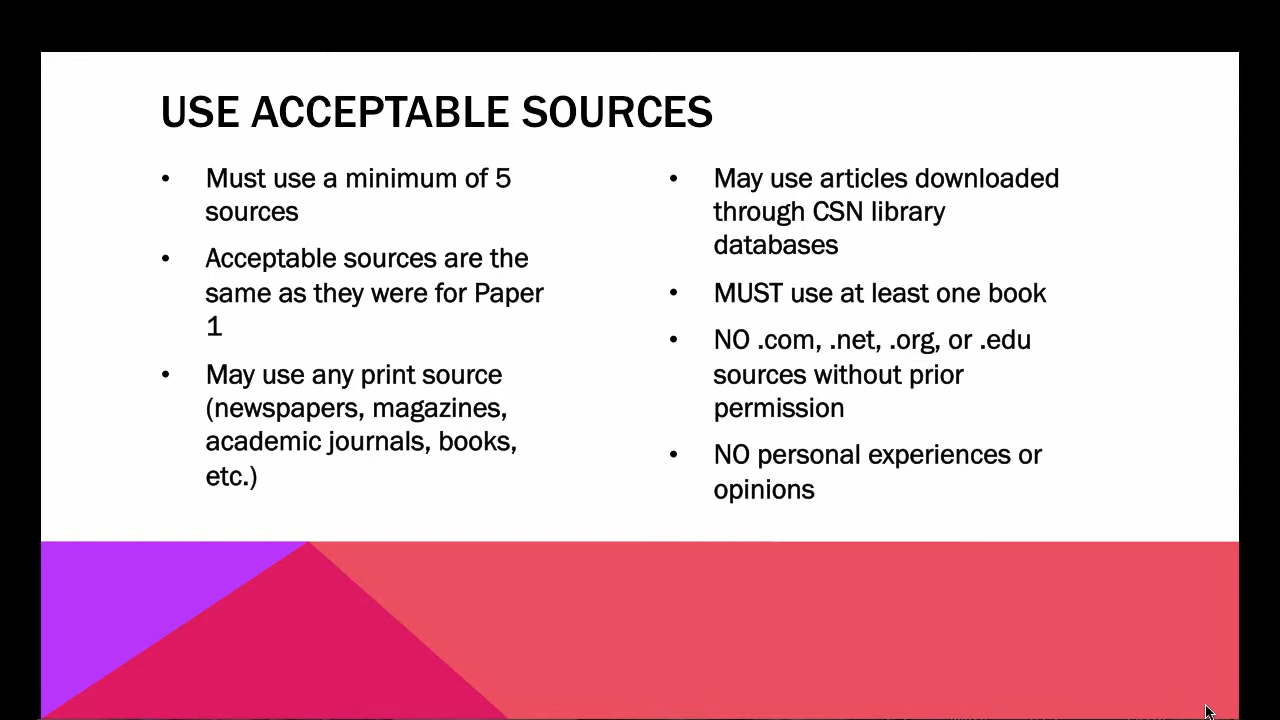 USE ACCEPTABLE SOURCES
• Must use a minimum of 5
sources
• Acceptable sources are the
same as they were for Paper
1
• May use any print source
(newspapers, magazines,
academic journals, books,
etc.)
• May use articles downloaded
through CSN library
databases
• MUST use at least one book
• NO .com, .net, .org, or .edu
sources without prior
permission
• NO personal experiences or
opinions